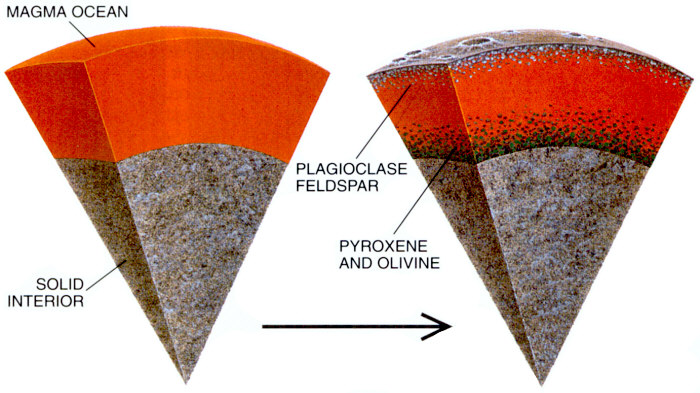 MAGMA OCEAN
SOLID
INTERIOR
PLAGIOCLASE
FELDSPAR
PYROXENE
AND OLIVINE